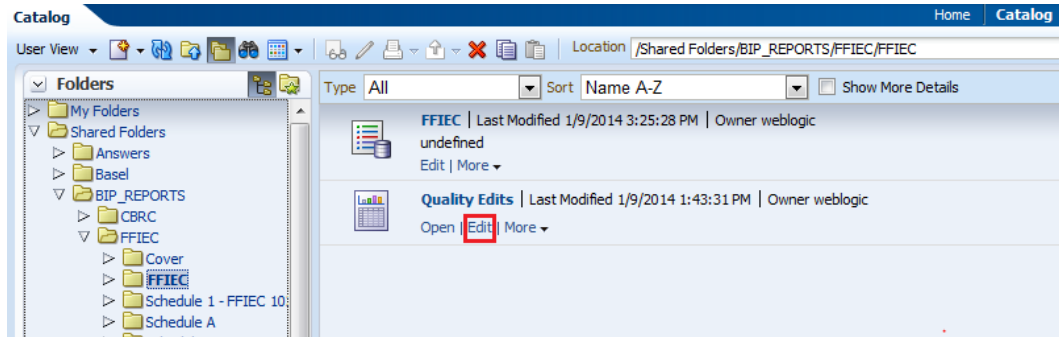 Catalog
Home Catalog
User View Location /Shared Folders/BIP_REPORTS/FFIEC/FFIEC
Folders
My Folders
Shared Folders
Answers
Basel
BIP_REPORTS
CBRC
FFIEC
Cover
FFIEC
Schedule 1 - FFIEC 10
Schedule A
Type All Sort Name A-Z Show More Details
FFIEC | Last Modified 1/9/2014 3:25:28 PM | Owner weblogic
undefined
Edit | More
Quality Edits | Last Modified 1/9/2014 1:43:31 PM | Owner weblogic
Open | Edit | More